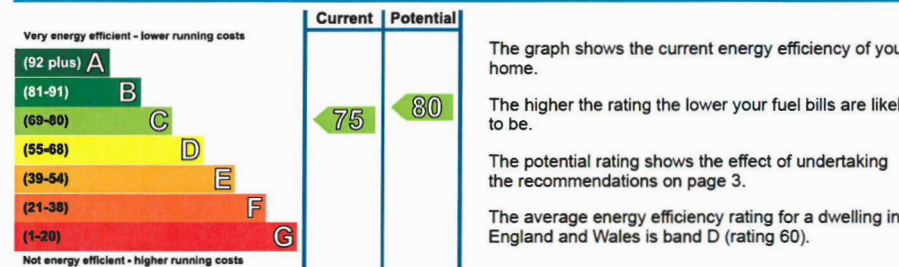 Current Potential
Very energy efficient - lower running costs
(92 plus) A
(81-91) B
(69-80) C
(55-68) D
(39-54) E
(21-38) F
(1-20) G
Not energy efficient - higher running costs
75
80
The graph shows the current energy efficiency of you
home.
The higher the rating the lower your fuel bills are likel
to be.
The potential rating shows the effect of undertaking
the recommendations on page 3.
The average energy efficiency rating for a dwelling in
England and Wales is band D (rating 60).